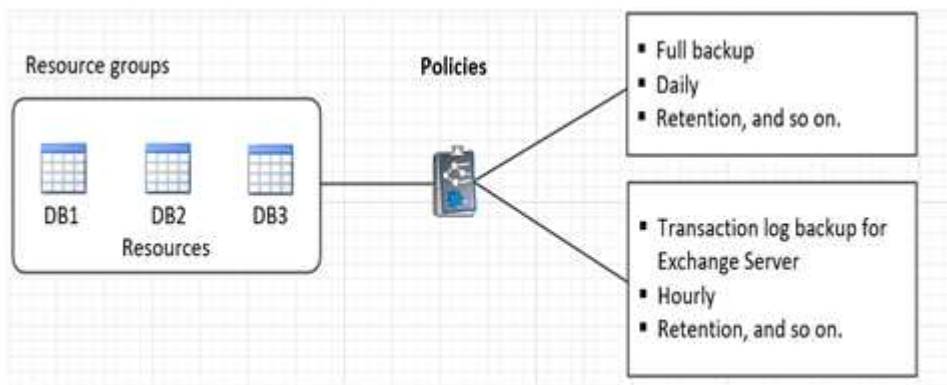 Resource groups
DB1
DB2
DB3
Resources
Policies
▪ Full backup
▪ Daily
▪ Retention, and so on.
▪ Transaction log backup for
Exchange Server
▪ Hourly
▪ Retention, and so on.